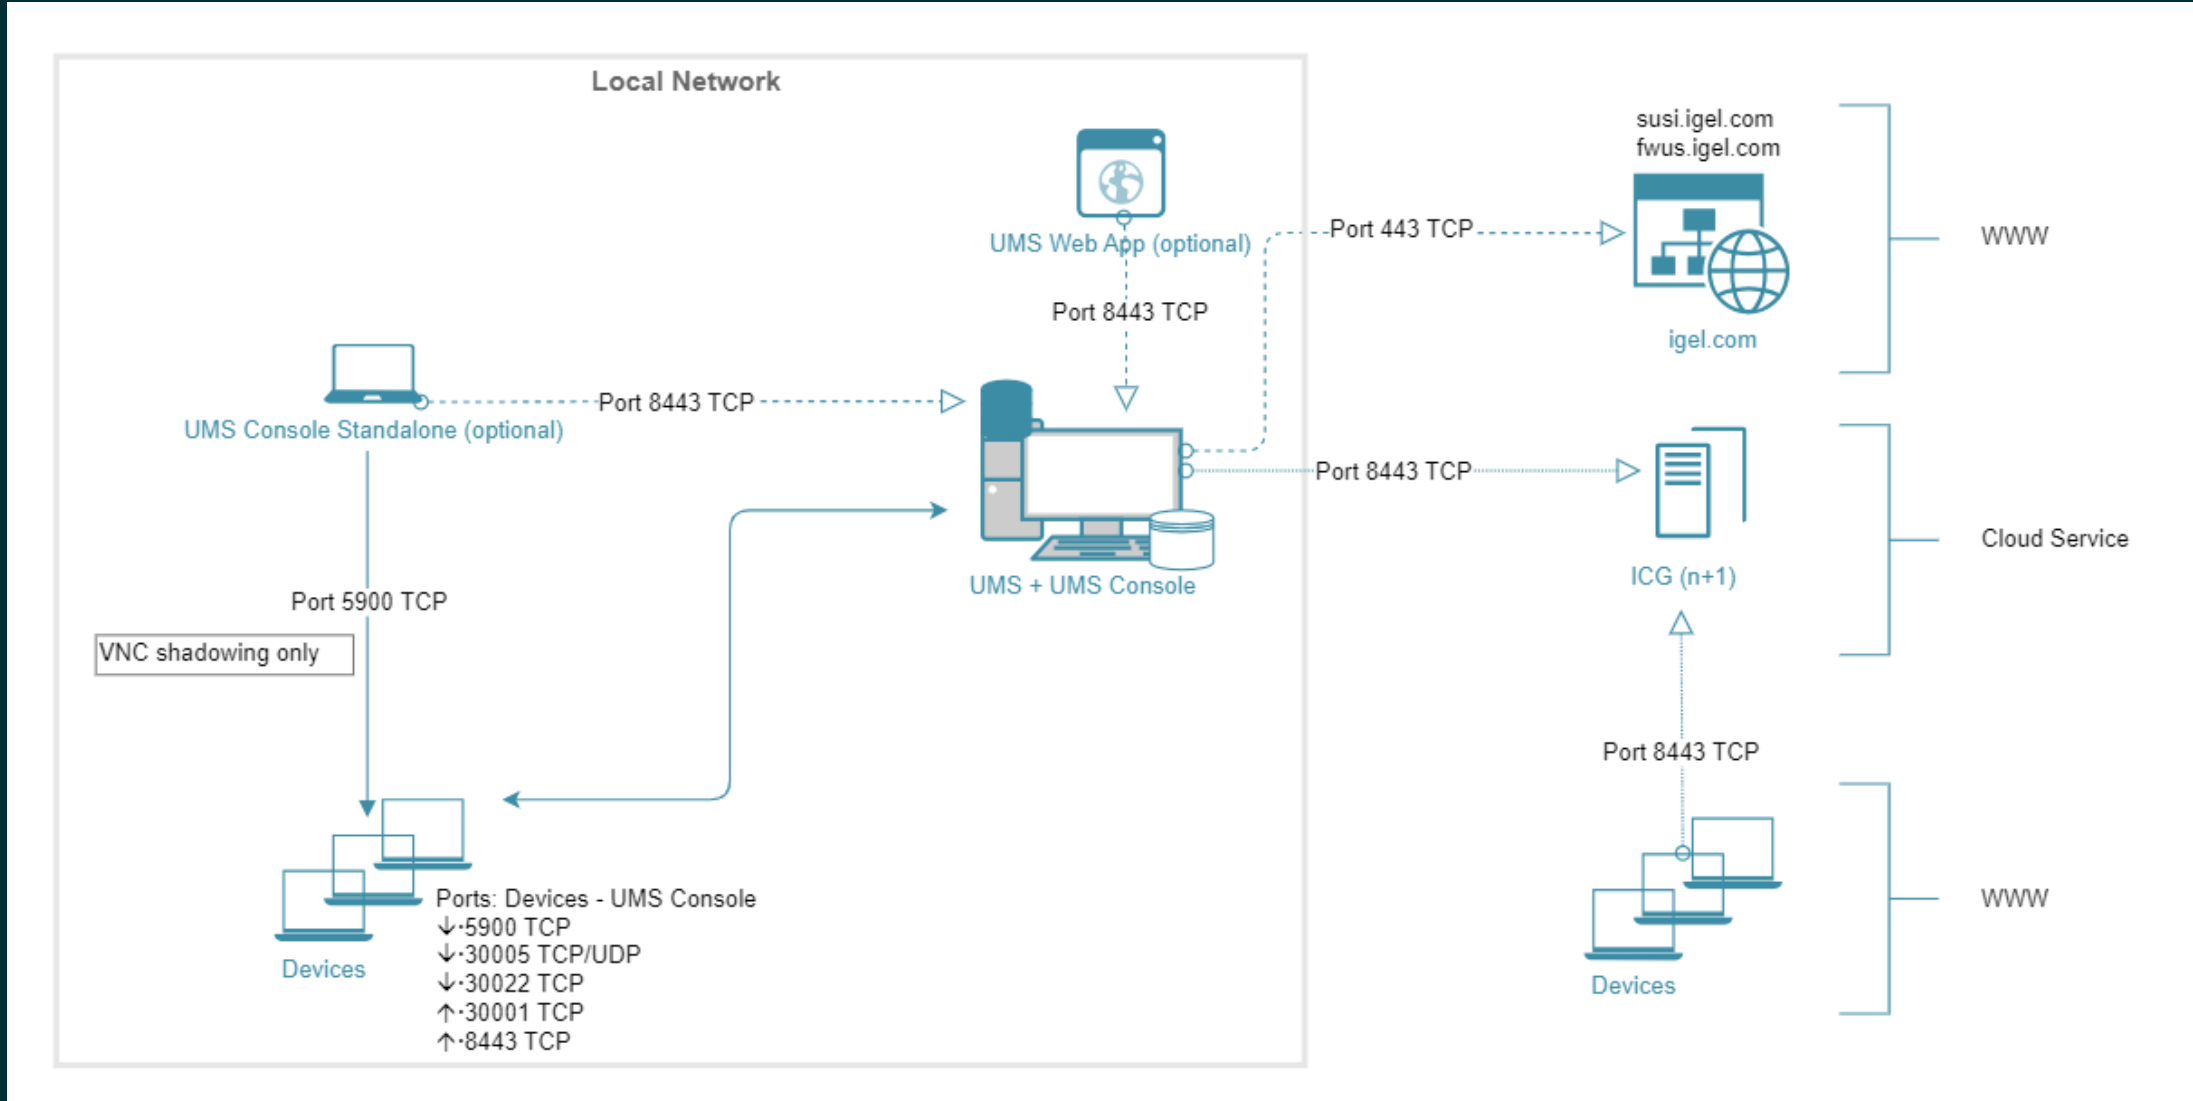 Local Network
susi.igel.com
fwus.igel.com
UMS Web App (optional)
Port 443 TCP
WWW
Port 8443 TCP
igel.com
Port 8443 TCP
UMS Console Standalone (optional)
Port 8443 TCP
Cloud Service
UMS + UMS Console
ICG (n+1)
Port 5900 TCP
VNC shadowing only
Port 8443 TCP
Ports: Devices - UMS Console
↓·5900 TCP
↓·30005 TCP/UDP
↓·30022 TCP
↑·30001 TCP
↑·8443 TCP
Devices
WWW
Devices